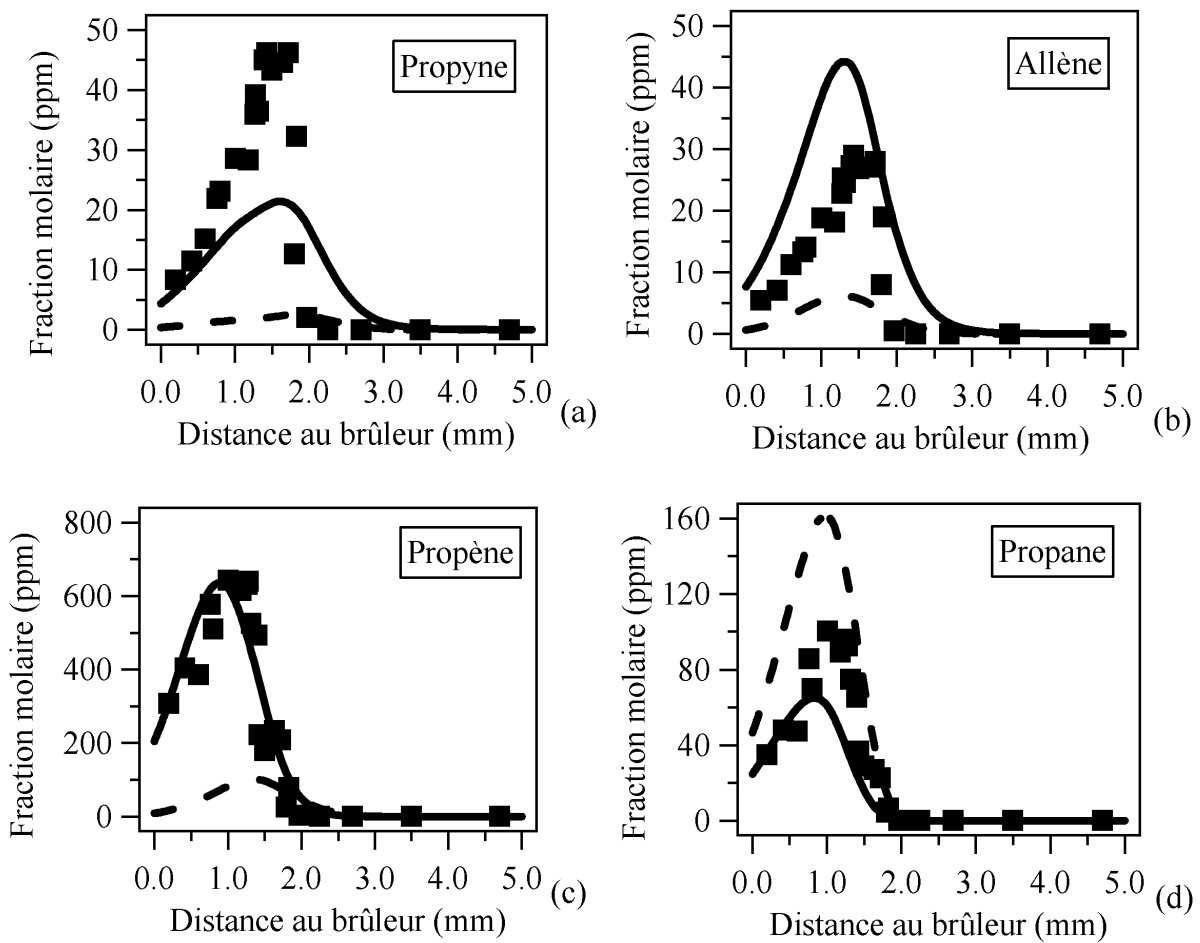 Propyne
Fraction molaire (ppm)
50
40
30
20
10
0
0.0 1.0 2.0 3.0 4.0 5.0
Distance au brûleur (mm)
(a)
Allène
Fraction molaire (ppm)
50
40
30
20
10
0
0.0 1.0 2.0 3.0 4.0 5.0
Distance au brûleur (mm)
(b)
Propène
Fraction molaire (ppm)
800
600
400
200
0
0.0 1.0 2.0 3.0 4.0 5.0
Distance au brûleur (mm)
(c)
Propane
Fraction molaire (ppm)
160
120
80
40
0
0.0 1.0 2.0 3.0 4.0 5.0
Distance au brûleur (mm)
(d)